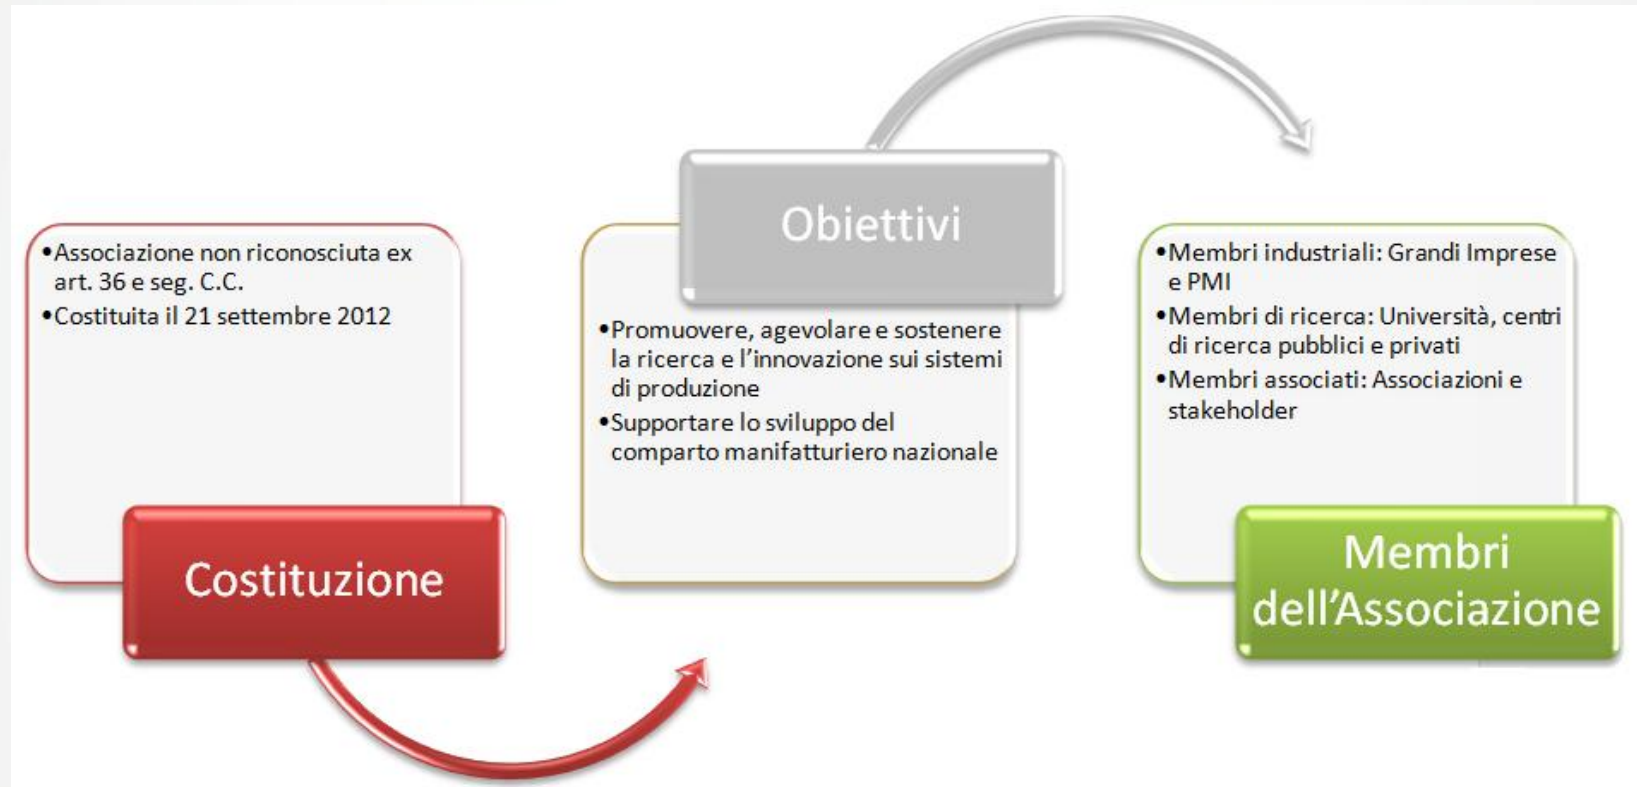 •Associazione non riconosciuta ex
art. 36 e seg. C.C.
•Costituita il 21 settembre 2012
Costituzione
Obiettivi
•Promuovere, agevolare e sostenere
la ricerca e l'innovazione sui sistemi
di produzione
•Supportare lo sviluppo del
comparto manifatturiero nazionale
•Membri industriali: Grandi Imprese
e PMI
•Membri di ricerca: Università, centri
di ricerca pubblici e privati
•Membri associati: Associazioni e
stakeholder
Membri
dell'Associazione